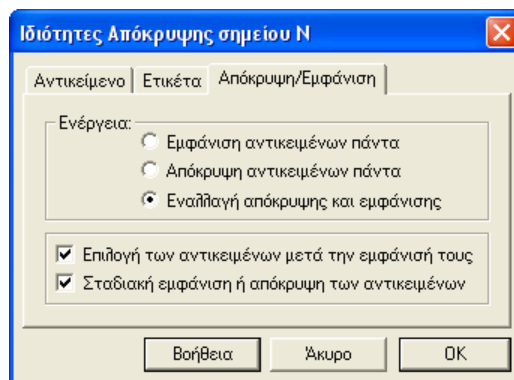 Ιδιότητες Απόκρυψης σημείου Ν
Αντικείμενο Ετικέτα Απόκρυψη/Εμφάνιση
Ενέργεια:
Εμφάνιση αντικειμένων πάντα
Απόκρυψη αντικειμένων πάντα
Εναλλαγή απόκρυψης και εμφάνισης
Επιλογή των αντικειμένων μετά την εμφάνισή τους
Σταδιακή εμφάνιση ή απόκρυψη των αντικειμένων
Βοήθεια Άκυρο OK